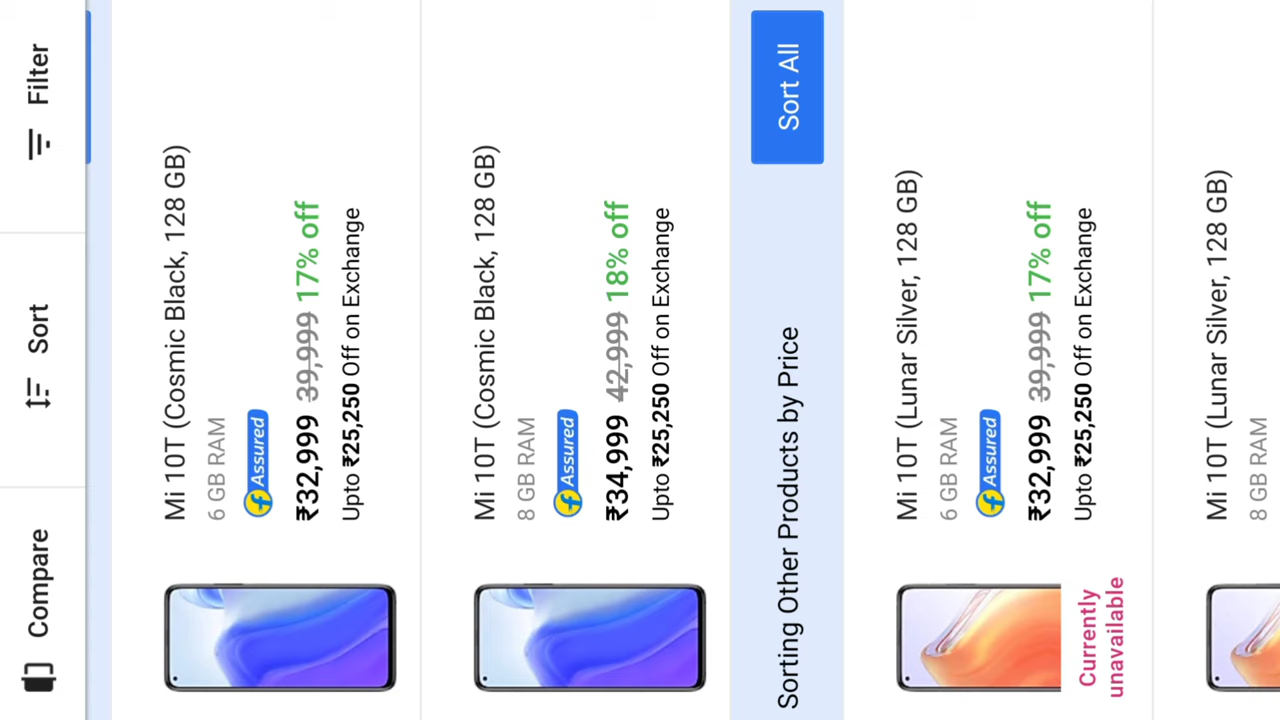 Compare
Sort
Filter
Mi 10T (Cosmic Black, 128 GB)
6 GB RAM
f Assured
₹32,999 39,999 17% off
Upto ₹25,250 Off on Exchange
Mi 10T (Cosmic Black, 128 GB)
8 GB RAM
f Assured
₹34,999 42,999 18% off
Upto ₹25,250 Off on Exchange
Sorting Other Products by Price
Sort All
Mi 10T (Lunar Silver, 128 GB)
6 GB RAM
f Assured
₹32,999 39,999 17% off
Upto ₹25,250 Off on Exchange
Currently
unavailable
Mi 10T (Lunar Silver, 128 GB)
8 GB RAM